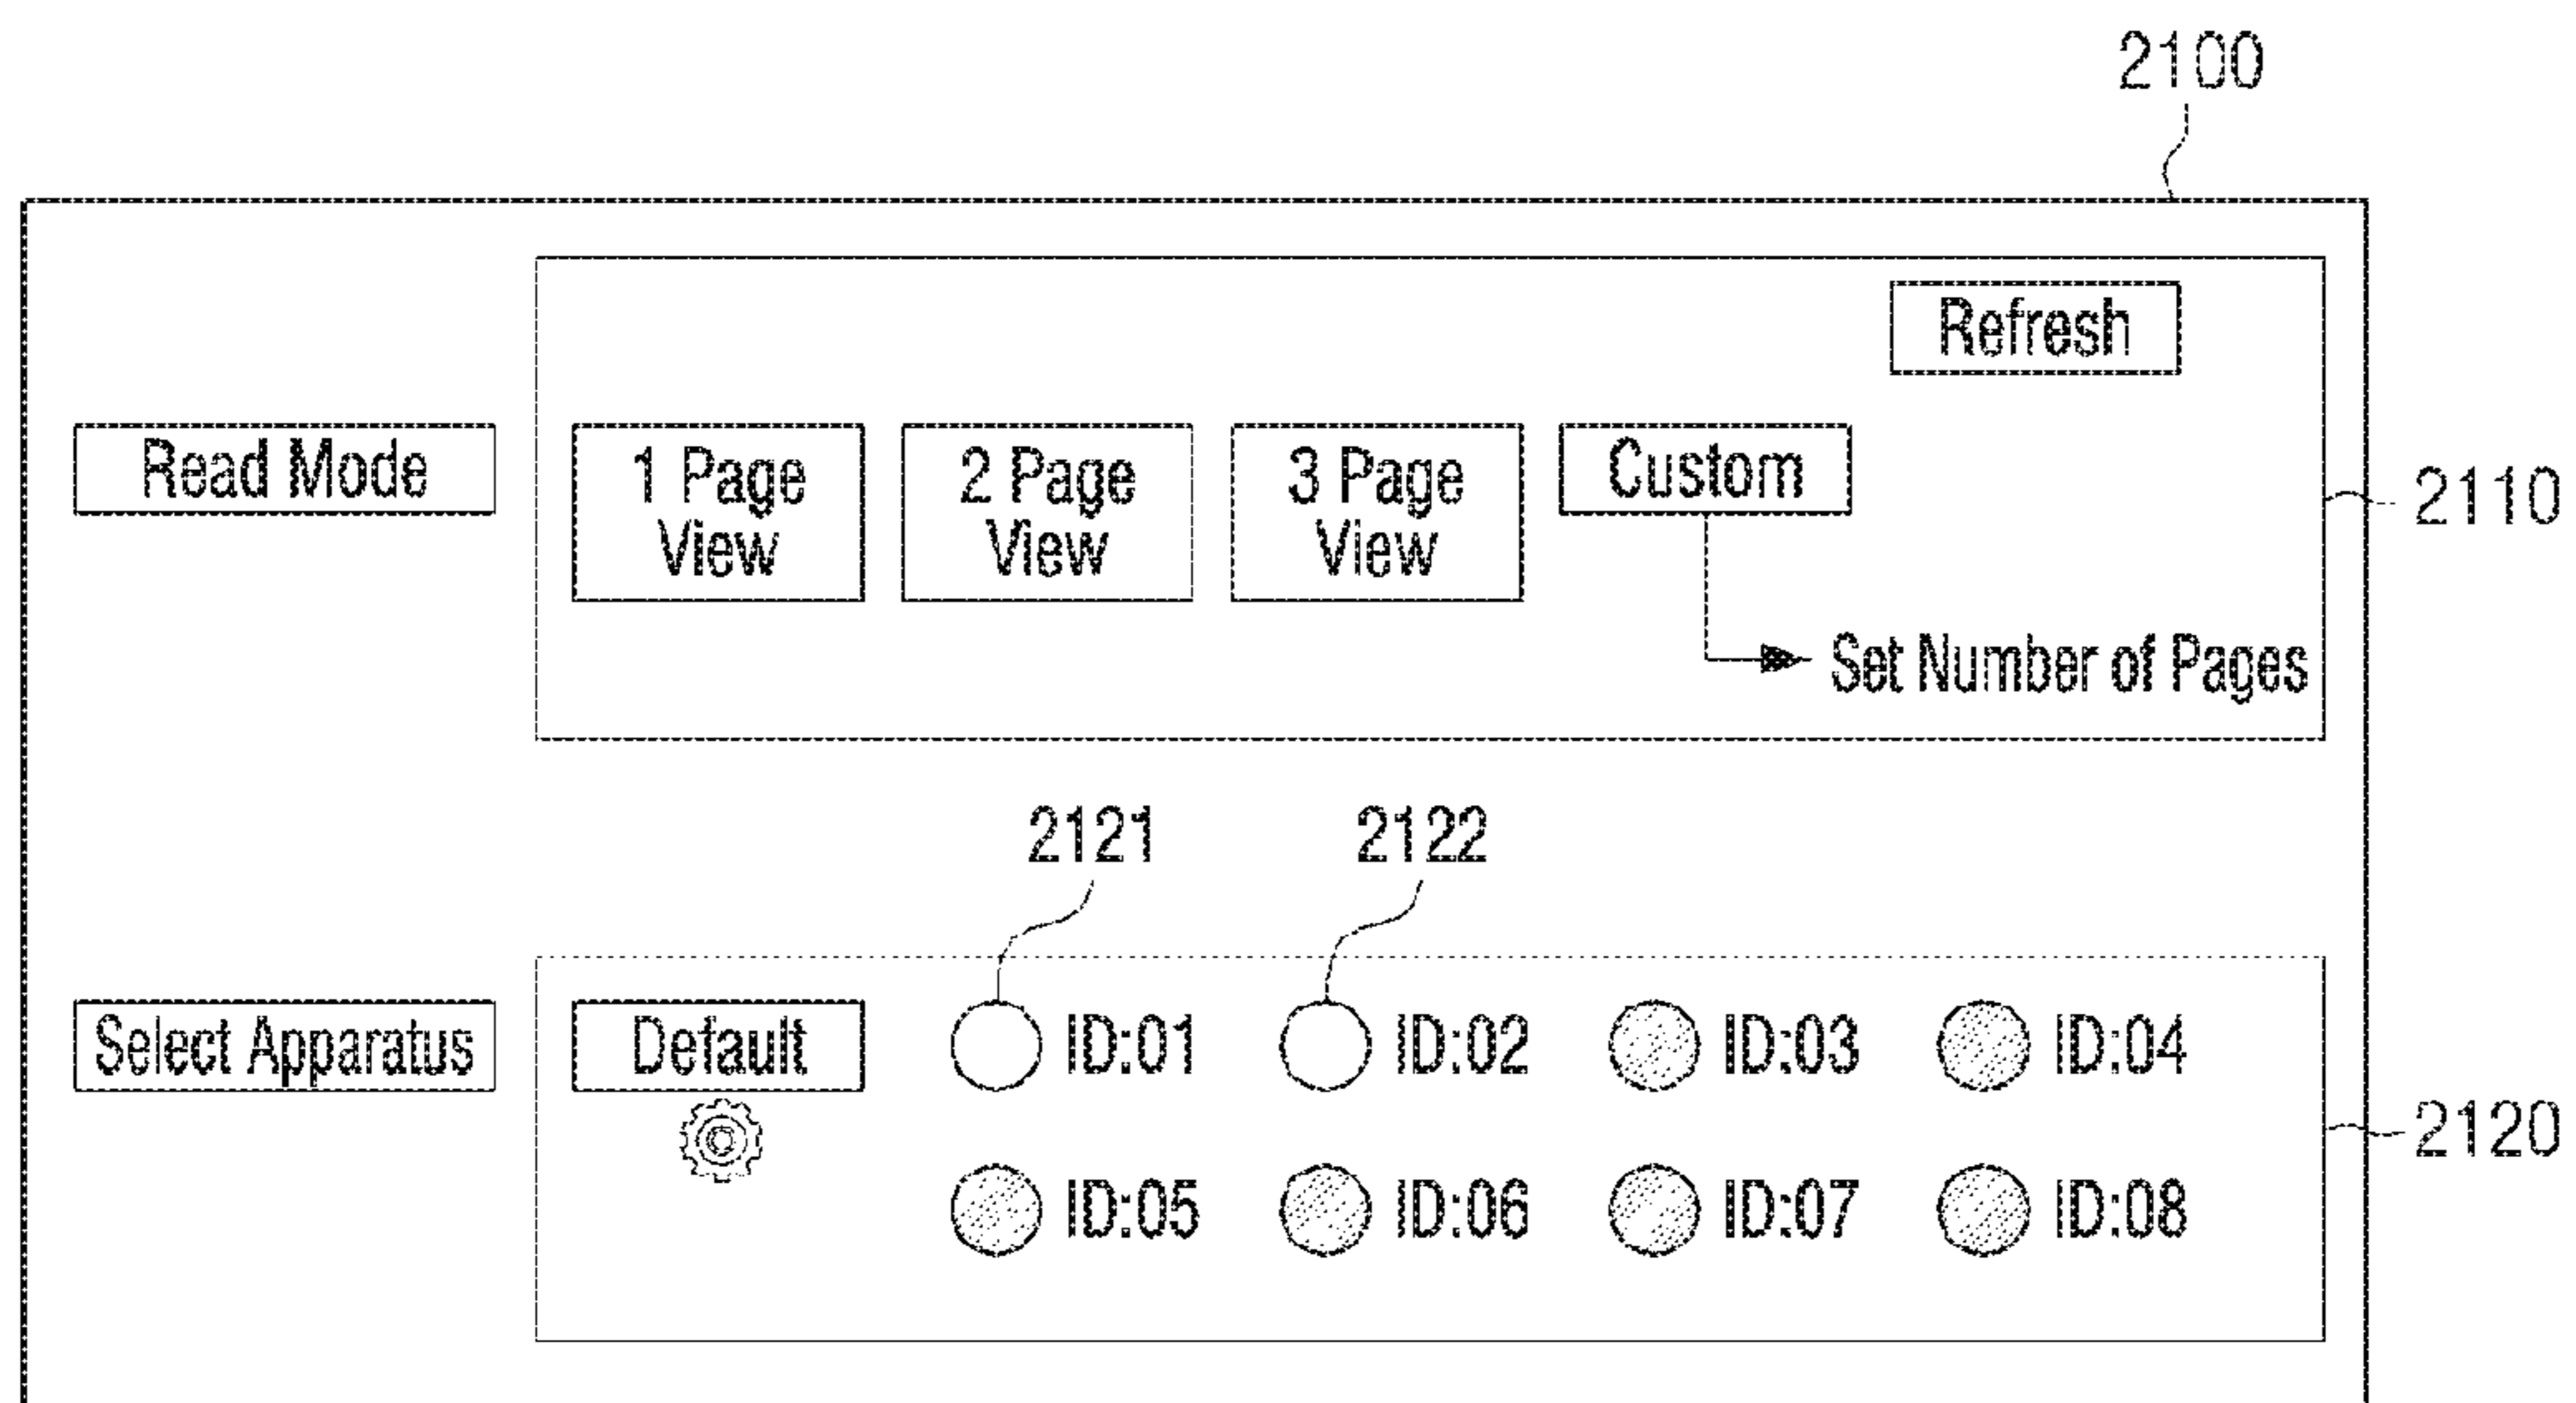 2100
Refresh
Read Mode
1 Page
View
2 Page
View
3 Page
View
Custom
2110
Set Number of Pages
2121
2122
Select Apparatus
Default
ID:01
ID:02
ID:03
ID:04
2120
ID:05
ID:06
ID:07
ID:08